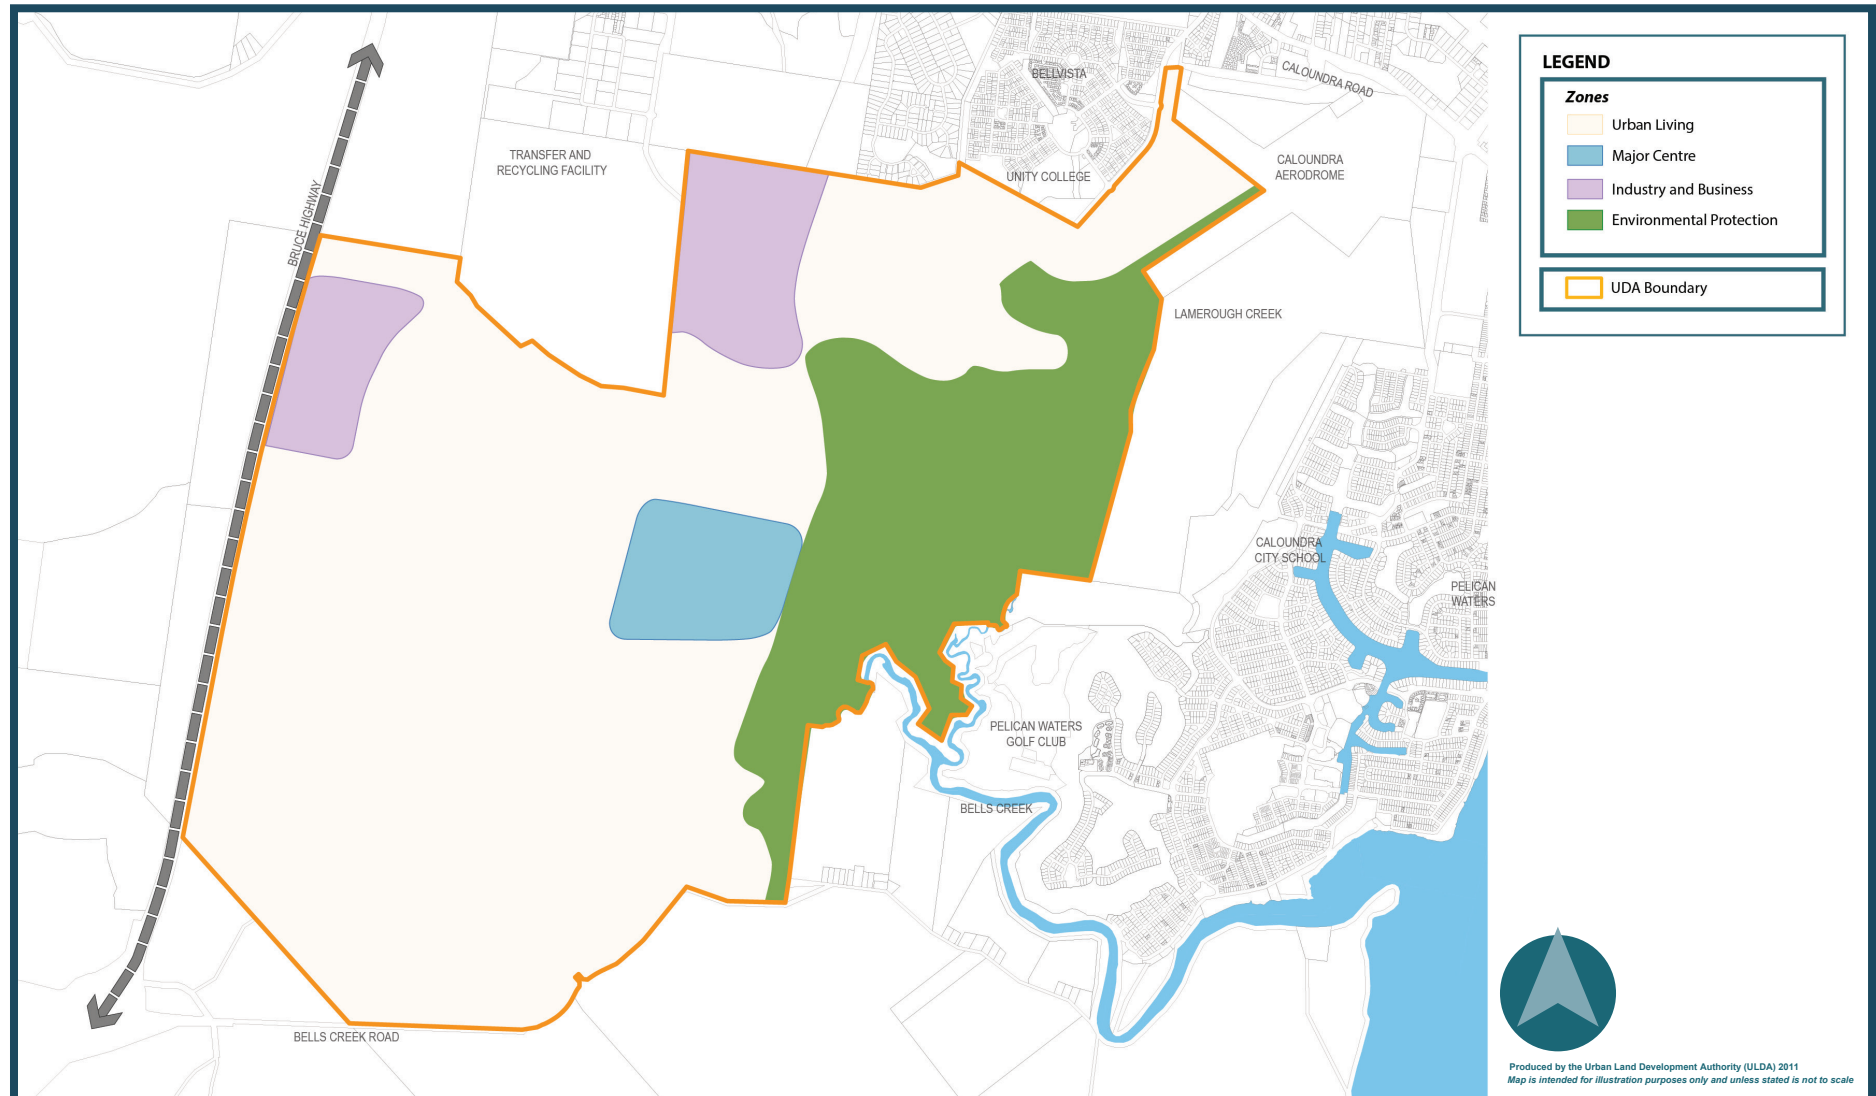 BELLVISTA
CALOUNDRA ROAD
TRANSFER AND
RECYCLING FACILITY
UNITY COLLEGE
CALOUNDRA
AERODROME
BRUCE HIGHWAY
LAMEROUGH CREEK
CALOUNDRA
CITY SCHOOL
PELICAN
WATERS
PELICAN WATERS
GOLF CLUB
BELLS CREEK
BELLS CREEK ROAD
LEGEND
Zones
Urban Living
Major Centre
Industry and Business
Environmental Protection
UDA Boundary
Produced by the Urban Land Development Authority (ULDA) 2011
Map is intended for illustration purposes only and unless stated is not to scale